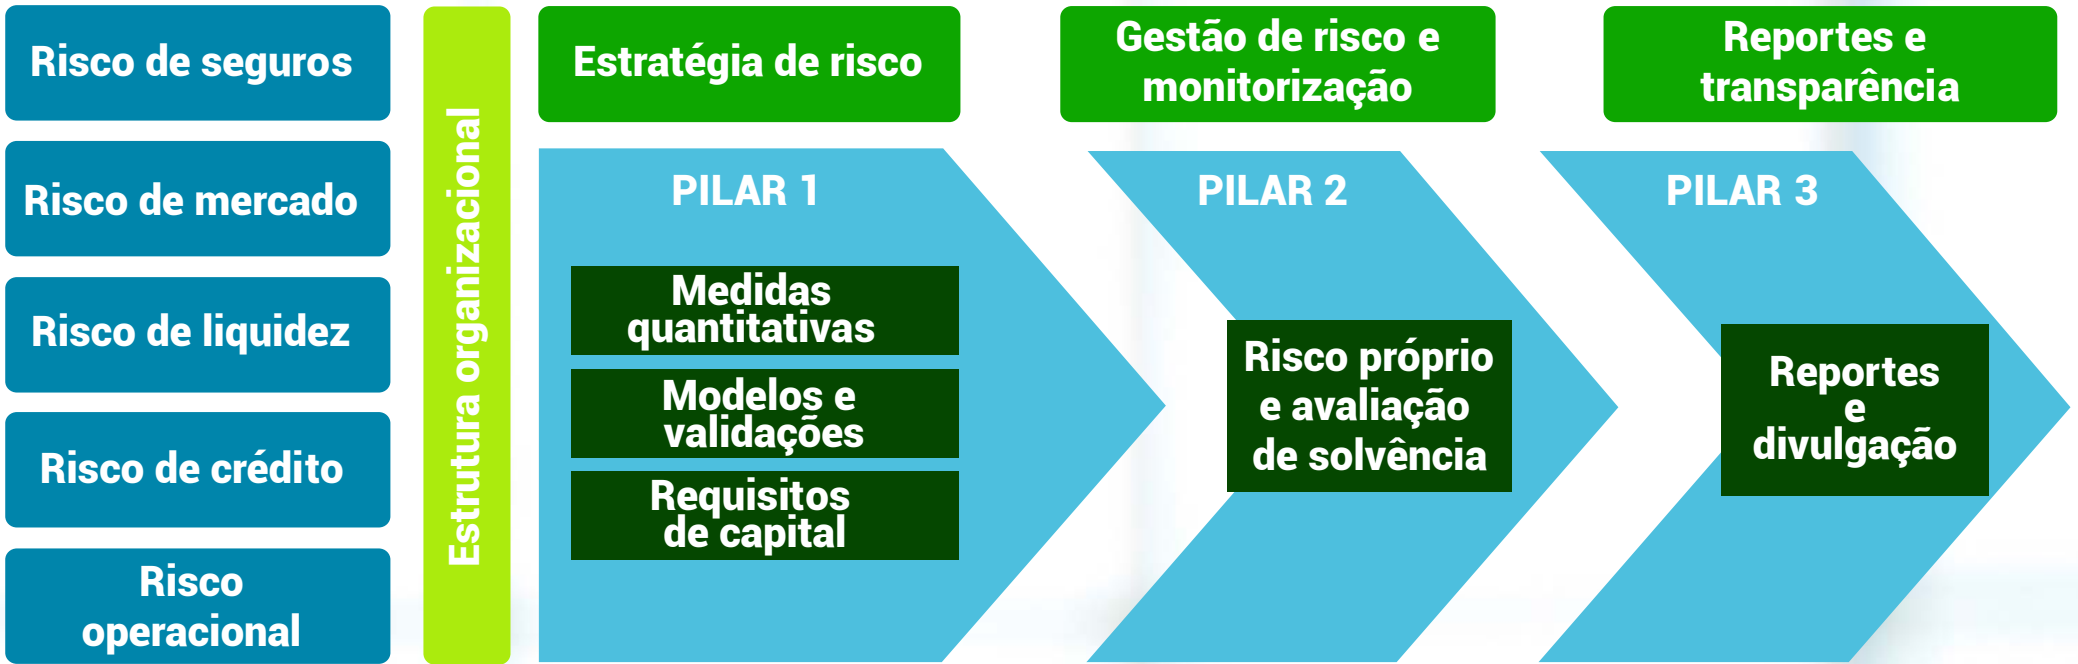 Risco de seguros
Risco de mercado
Risco de liquidez
Risco de crédito
Risco
operacional
Estrutura organizacional
Estratégia de risco
PILAR 1
Medidas
quantitativas
Modelos e
validações
Requisitos
de capital
Gestão de risco e
monitorização
PILAR 2
Risco próprio
e avaliação
de solvência
Reportes e
transparência
PILAR 3
Reportes
e
divulgação